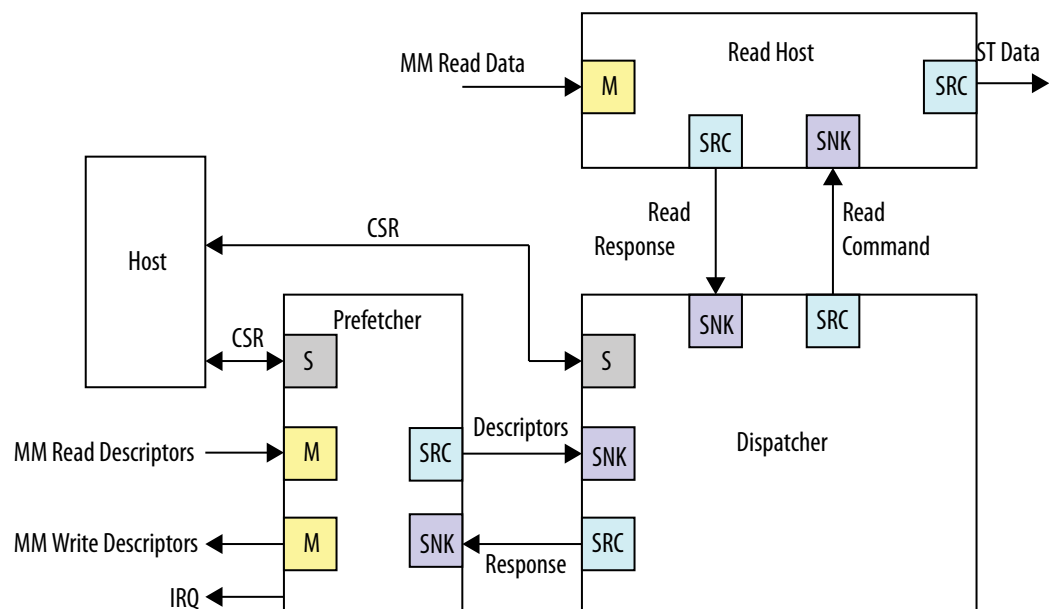 Read Host
ST Data
MM Read Data
M
SRC
SRC
SNK
Read
Response
Read
Command
CSR
Host
Prefetcher
SNK
SRC
CSR
S
S
Descriptors
MM Read Descriptors
M
SRC
SNK
Dispatcher
MM Write Descriptors
M
SNK
Response
SRC
IRQ